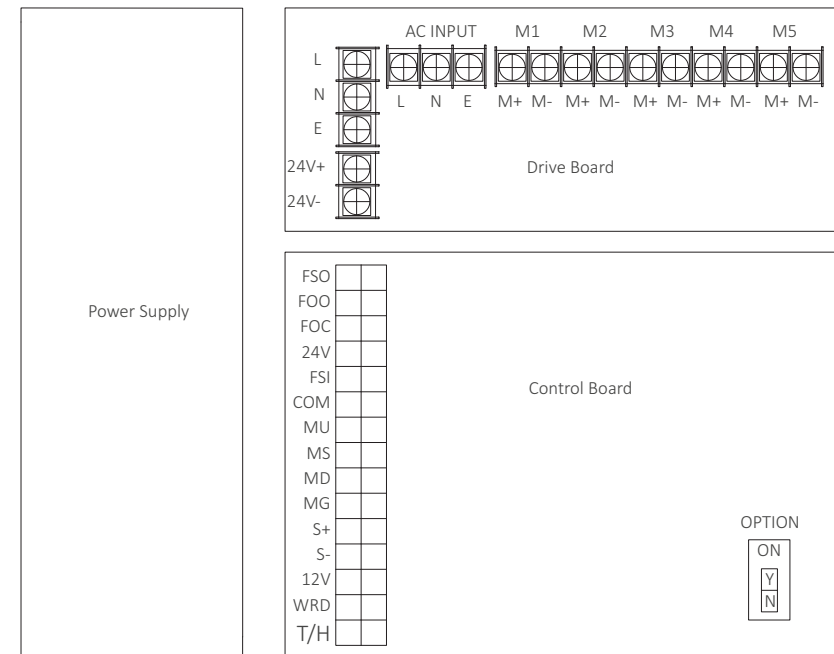 AC INPUT M1 M2 M3 M4 M5
L
N
E
24V+
24V-
L N E M+ M- M+ M- M+ M- M+ M- M+ M-
Drive Board
Power Supply
FSO
FOO
FOC
24V
FSI
COM
MU
MS
MD
MG
S+
S-
12V
WRD
T/H
Control Board
OPTION
ON
Y
N